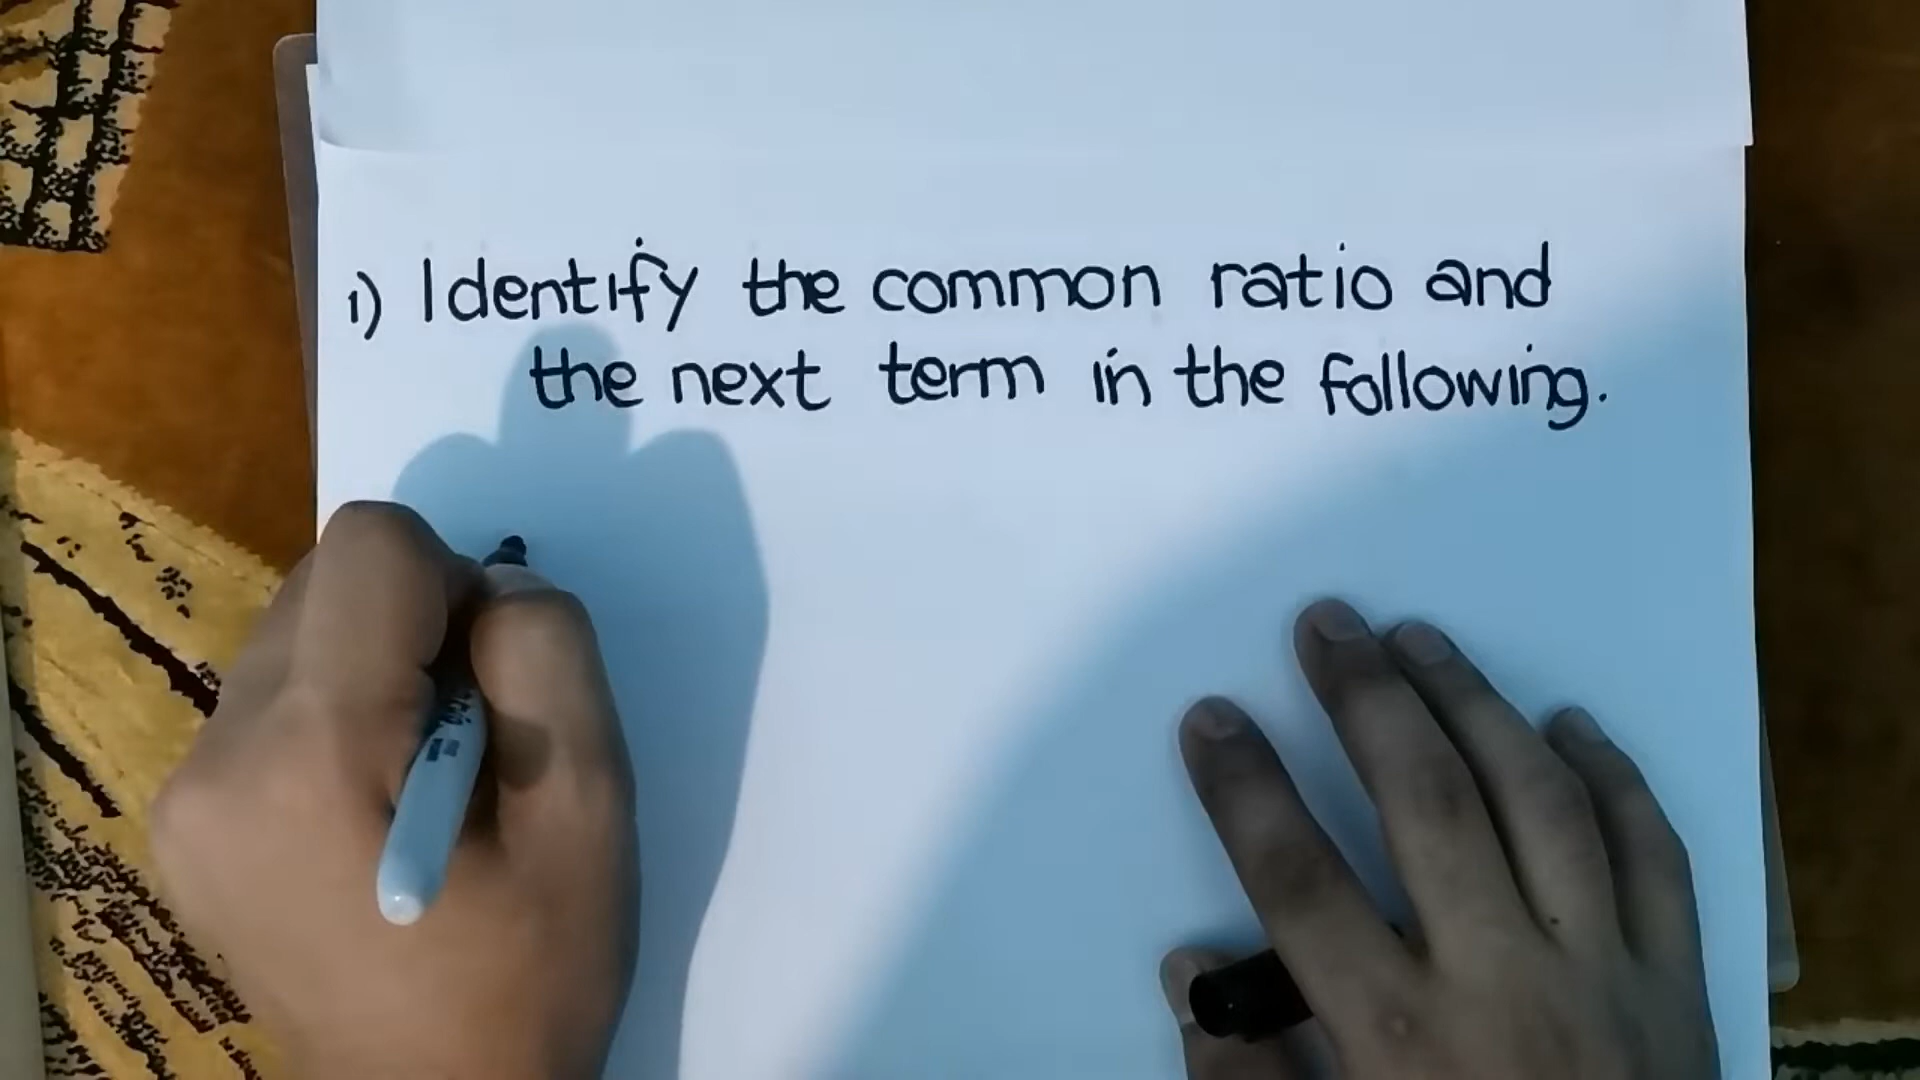 1) Identify the common ratio and
the next term in the following.